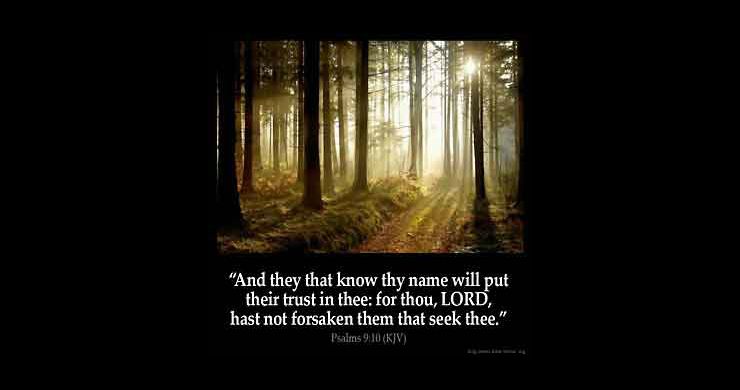 “And they that know thy name will put
their trust in thee: for thou, LORD,
hast not forsaken them that seek thee.”
Psalms 9:10 (KJV)